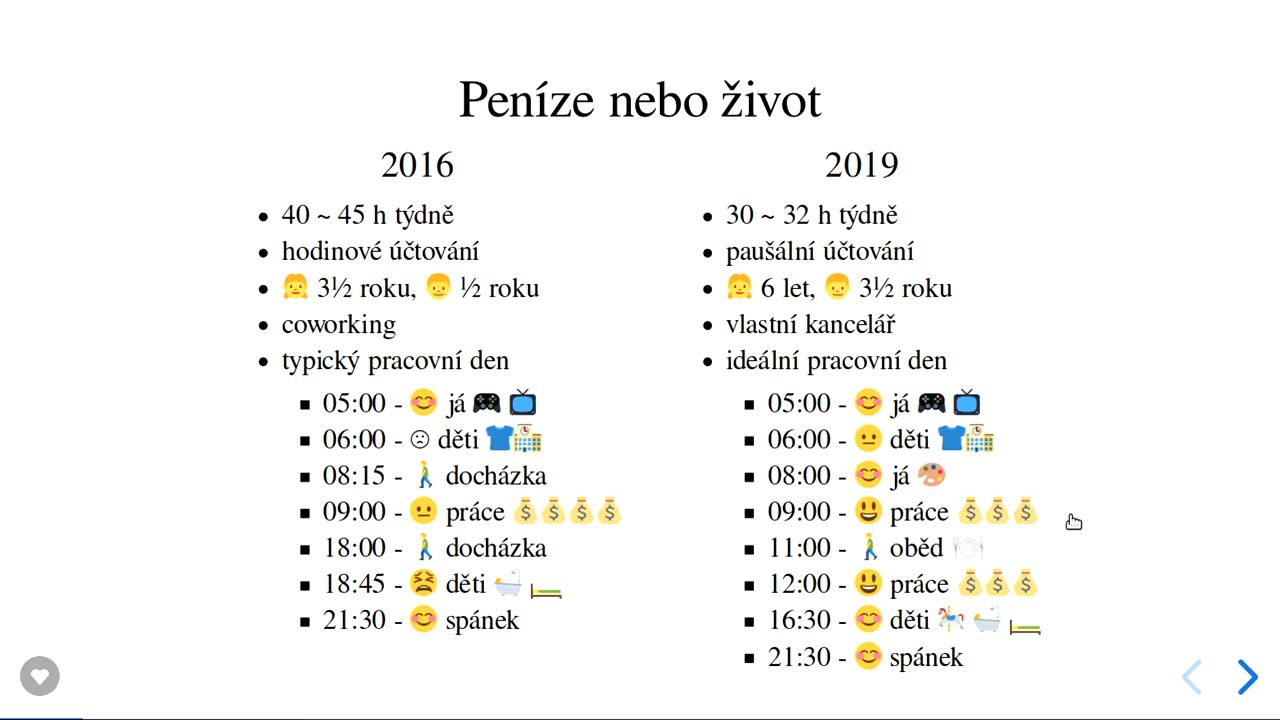 Peníze nebo život
2016
40 ~ 45 h týdně
hodinové účtování
👧 3½ roku, 👦 ½ roku
coworking
typický pracovní den
05:00 - 😊 já 🎮 📺
06:00 - ☹ děti 👕🏫
08:15 - 🚶 docházka
09:00 - 😐 práce 💰💰💰💰
18:00 - 🚶 docházka
18:45 - 😫 děti 🛁 🛏
21:30 - 😊 spánek
2019
30 ~ 32 h týdně
paušální účtování
👧 6 let, 👦 3½ roku
vlastní kancelář
ideální pracovní den
05:00 - 😊 já 🎮 📺
06:00 - 😐 děti 👕🏫
08:00 - 😊 já 🎨
09:00 - 😃 práce 💰💰💰
11:00 - 🚶 oběd 🍽
12:00 - 😃 práce 💰💰💰
16:30 - 😊 děti 🎠 🛁 🛏
21:30 - 😊 spánek